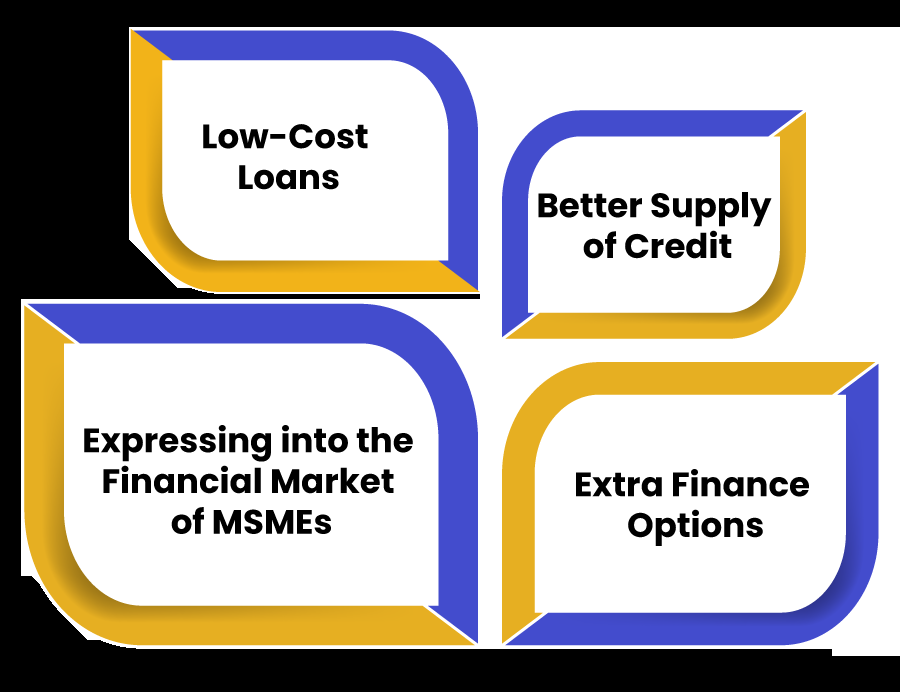 Low-Cost
Loans
Better Supply
of Credit
Expressing into the
Financial Market
of MSMEs
Extra Finance
Options